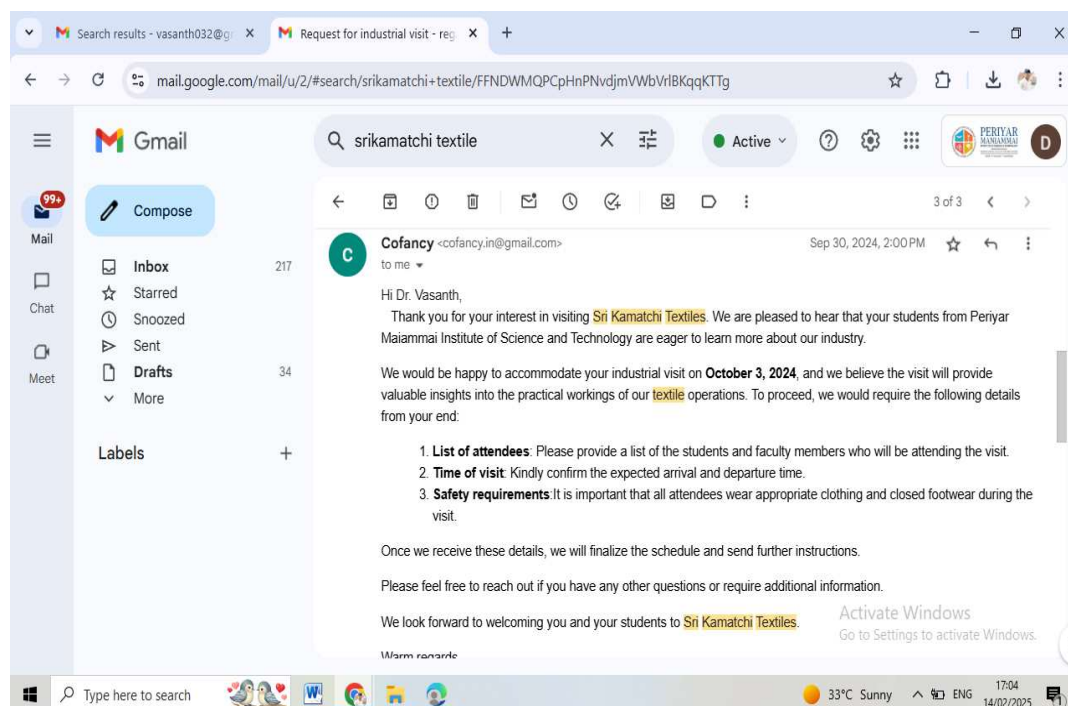 Search results - vasanth032@g
Request for industrial visit - reg
mail.google.com/mail/u/2/#search/srikamatchi+textile/FFNDWMQPCpHnPNvdjmVWbVrlBKqqKTTg
Gmail
srikamatchi textile
Active
PERIYAR
MANIAMMAI
D
99+
Mail
Chat
Meet
Compose
Inbox 217
Starred
Snoozed
Sent
Drafts 34
More
Labels
3 of 3
C
Cofancy <cofancy.in@gmail.com>
Sep 30, 2024, 2:00 PM
to me
Hi Dr. Vasanth,
Thank you for your interest in visiting Sri Kamatchi Textiles. We are pleased to hear that your students from Periyar
Maiammai Institute of Science and Technology are eager to learn more about our industry.
We would be happy to accommodate your industrial visit on October 3, 2024, and we believe the visit will provide
valuable insights into the practical workings of our textile operations. To proceed, we would require the following details
from your end:
1. List of attendees: Please provide a list of the students and faculty members who will be attending the visit.
2. Time of visit: Kindly confirm the expected arrival and departure time.
3. Safety requirements:It is important that all attendees wear appropriate clothing and closed footwear during the
visit.
Once we receive these details, we will finalize the schedule and send further instructions.
Please feel free to reach out if you have any other questions or require additional information.
We look forward to welcoming you and your students to Sri Kamatchi Textiles.
Warm regards
Activate Windows
Go to Settings to activate Windows.
Type here to search
33°C Sunny
ENG
17:04
14/02/2025